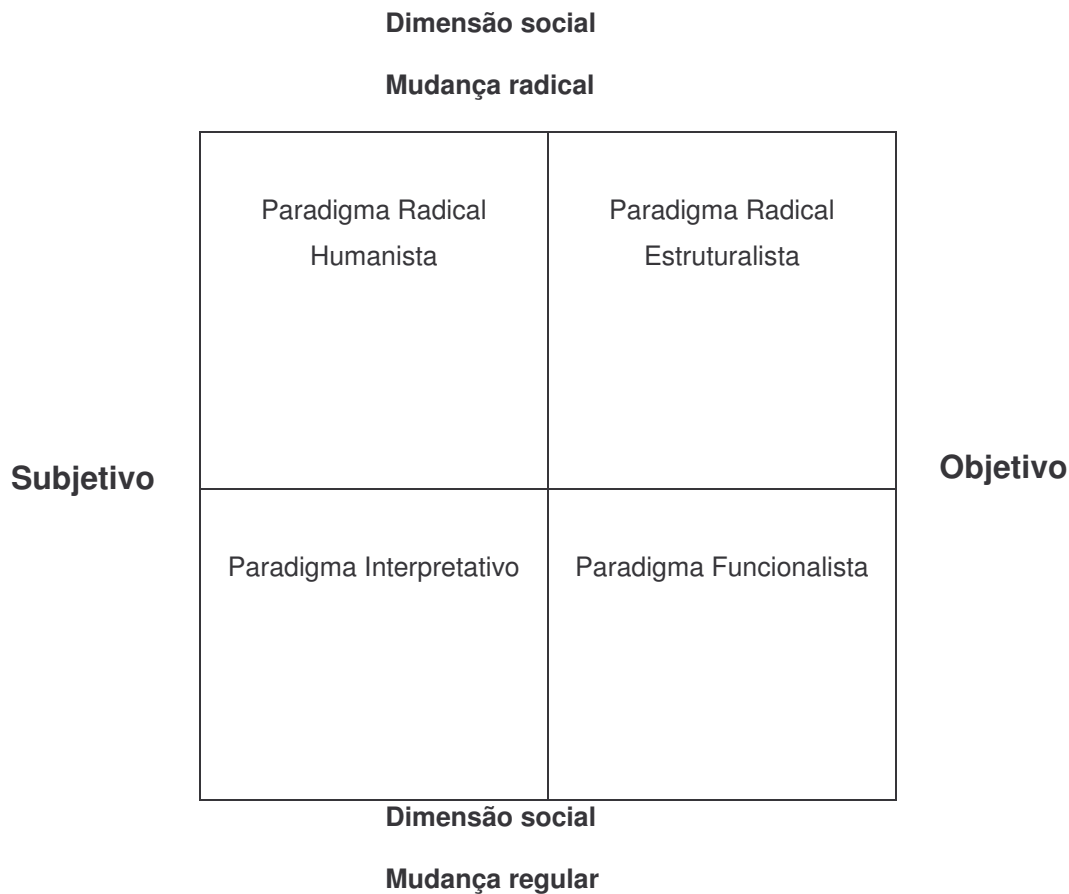 Dimensão social
Mudança radical
Paradigma Radical
Humanista
Paradigma Radical
Estruturalista
Subjetivo
Objetivo
Paradigma Interpretativo
Paradigma Funcionalista
Dimensão social
Mudança regular